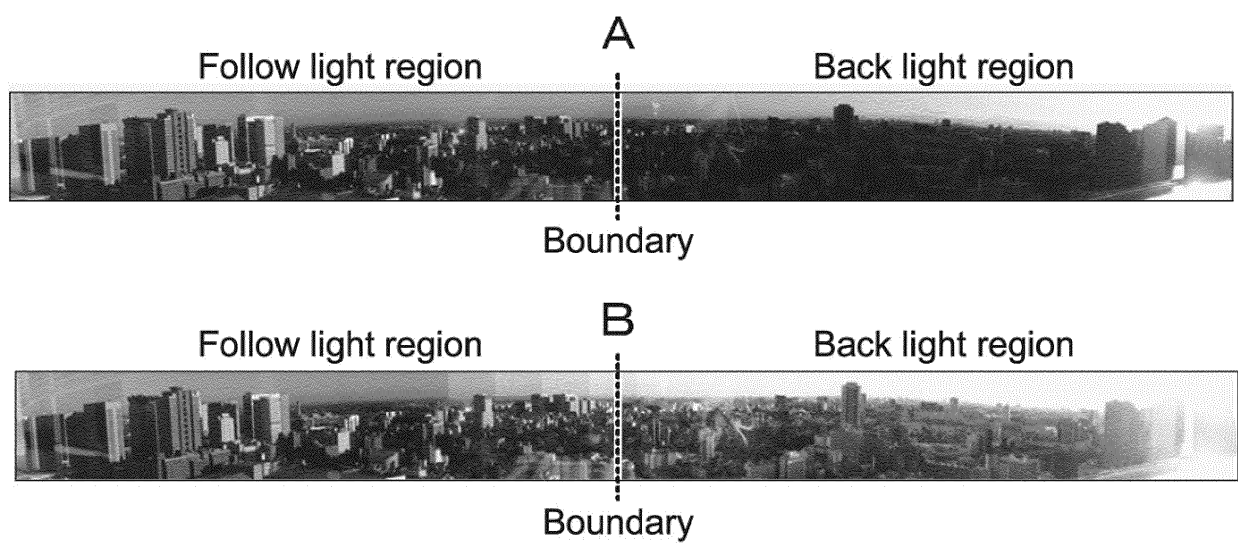 A
Follow light region
Back light region
Boundary
B
Follow light region
Back light region
Boundary